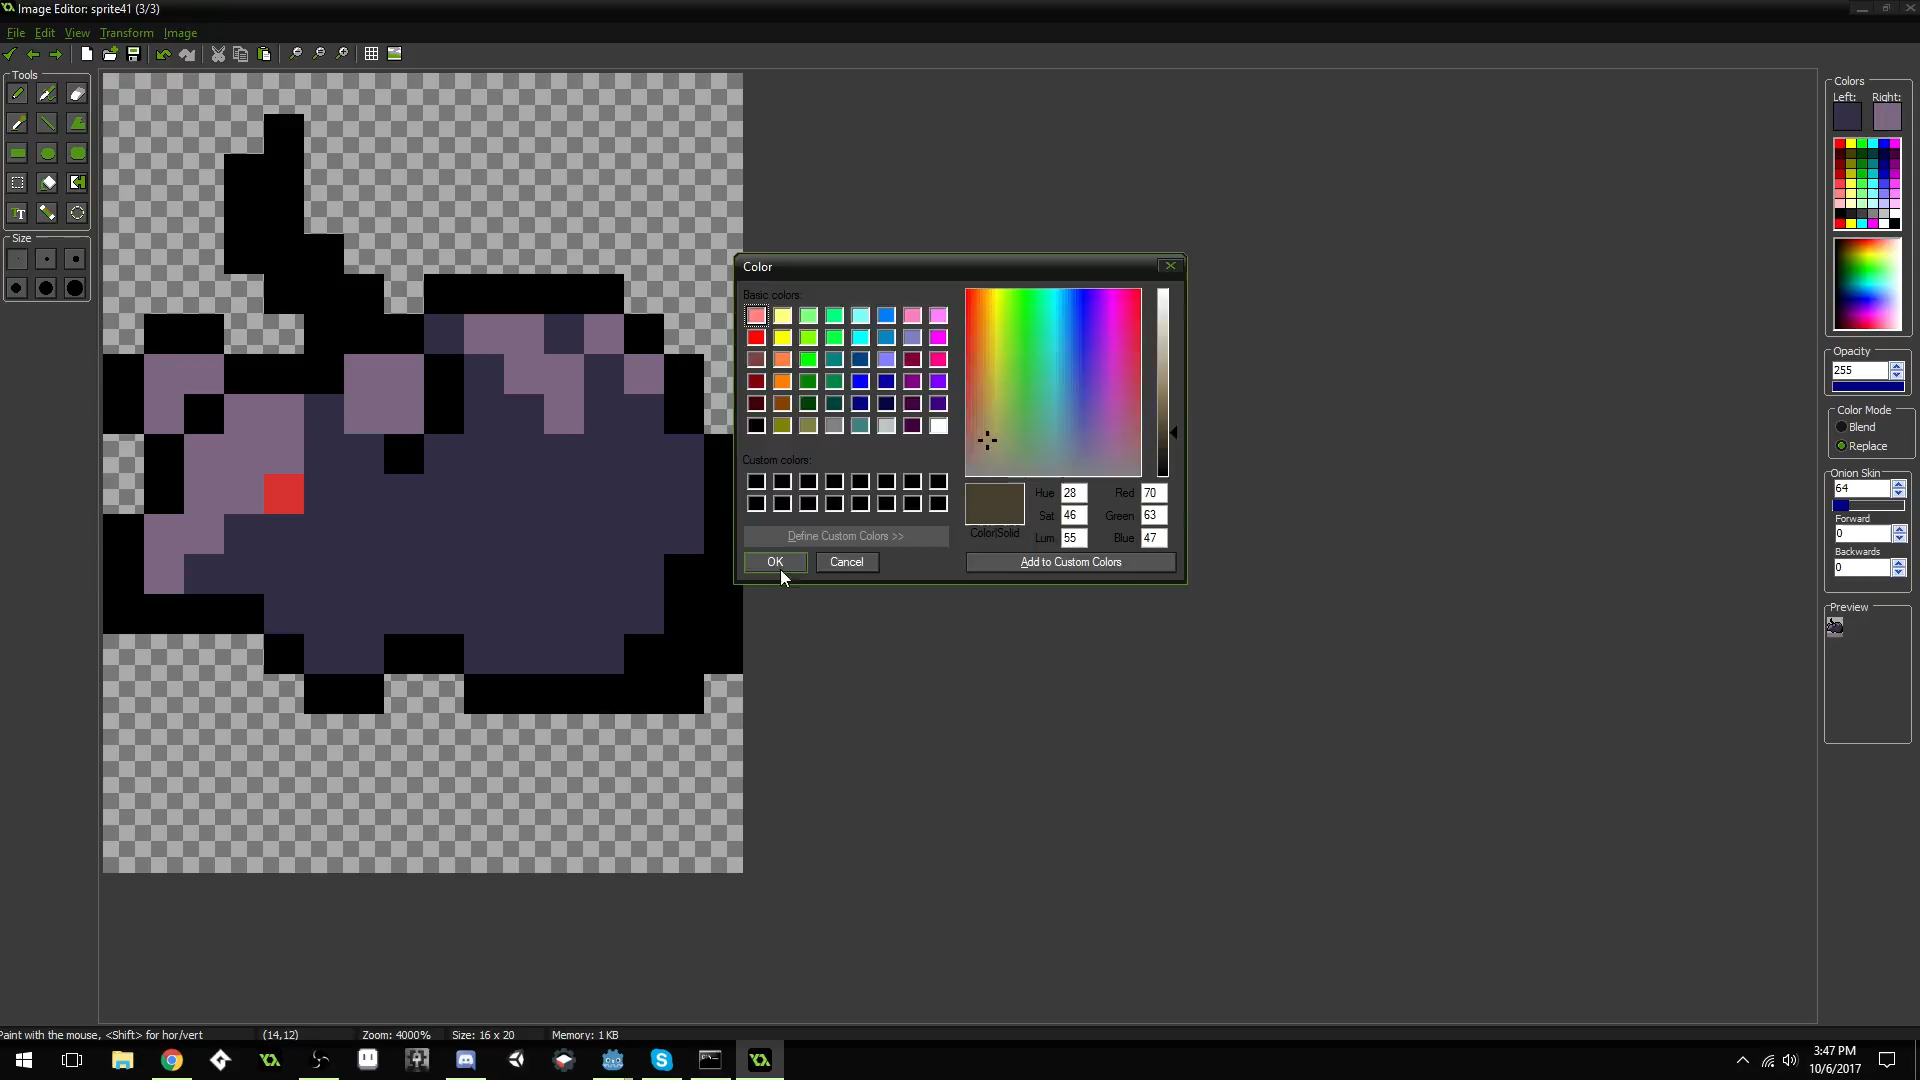 Image Editor: sprite41 (3/3)
File Edit View Transform Image
Tools
Size
Color
Basic colors:
Custom colors:
Define Custom Colors >>
OK
Cancel
Color|Solid
Hue 28
Sat 46
Lum 55
Red 70
Green 63
Blue 47
Add to Custom Colors
Colors
Left: Right:
Opacity
255
Color Mode
Blend
Replace
Onion Skin
64
Forward
0
Backwards
0
Preview
Paint with the mouse, <Shift> for hor/vert (14,12) Zoom: 4000% Size: 16 x 20 Memory: 1 KB
3:47 PM
10/6/2017